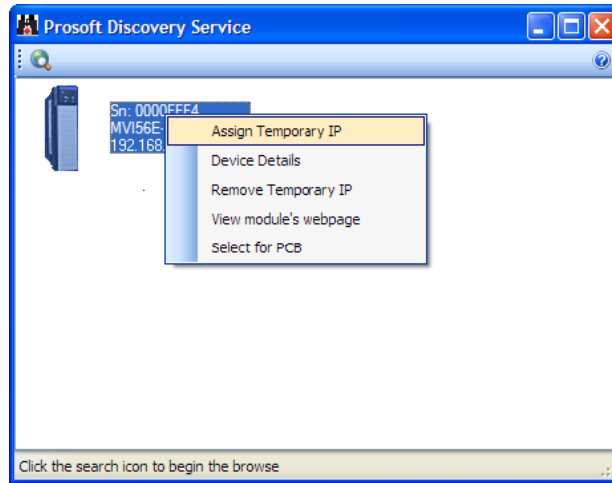 Prosoft Discovery Service
Sn: 0000FFF4
MVI56E-
192.168.
Assign Temporary IP
Device Details
Remove Temporary IP
View module's webpage
Select for PCB
Click the search icon to begin the browse